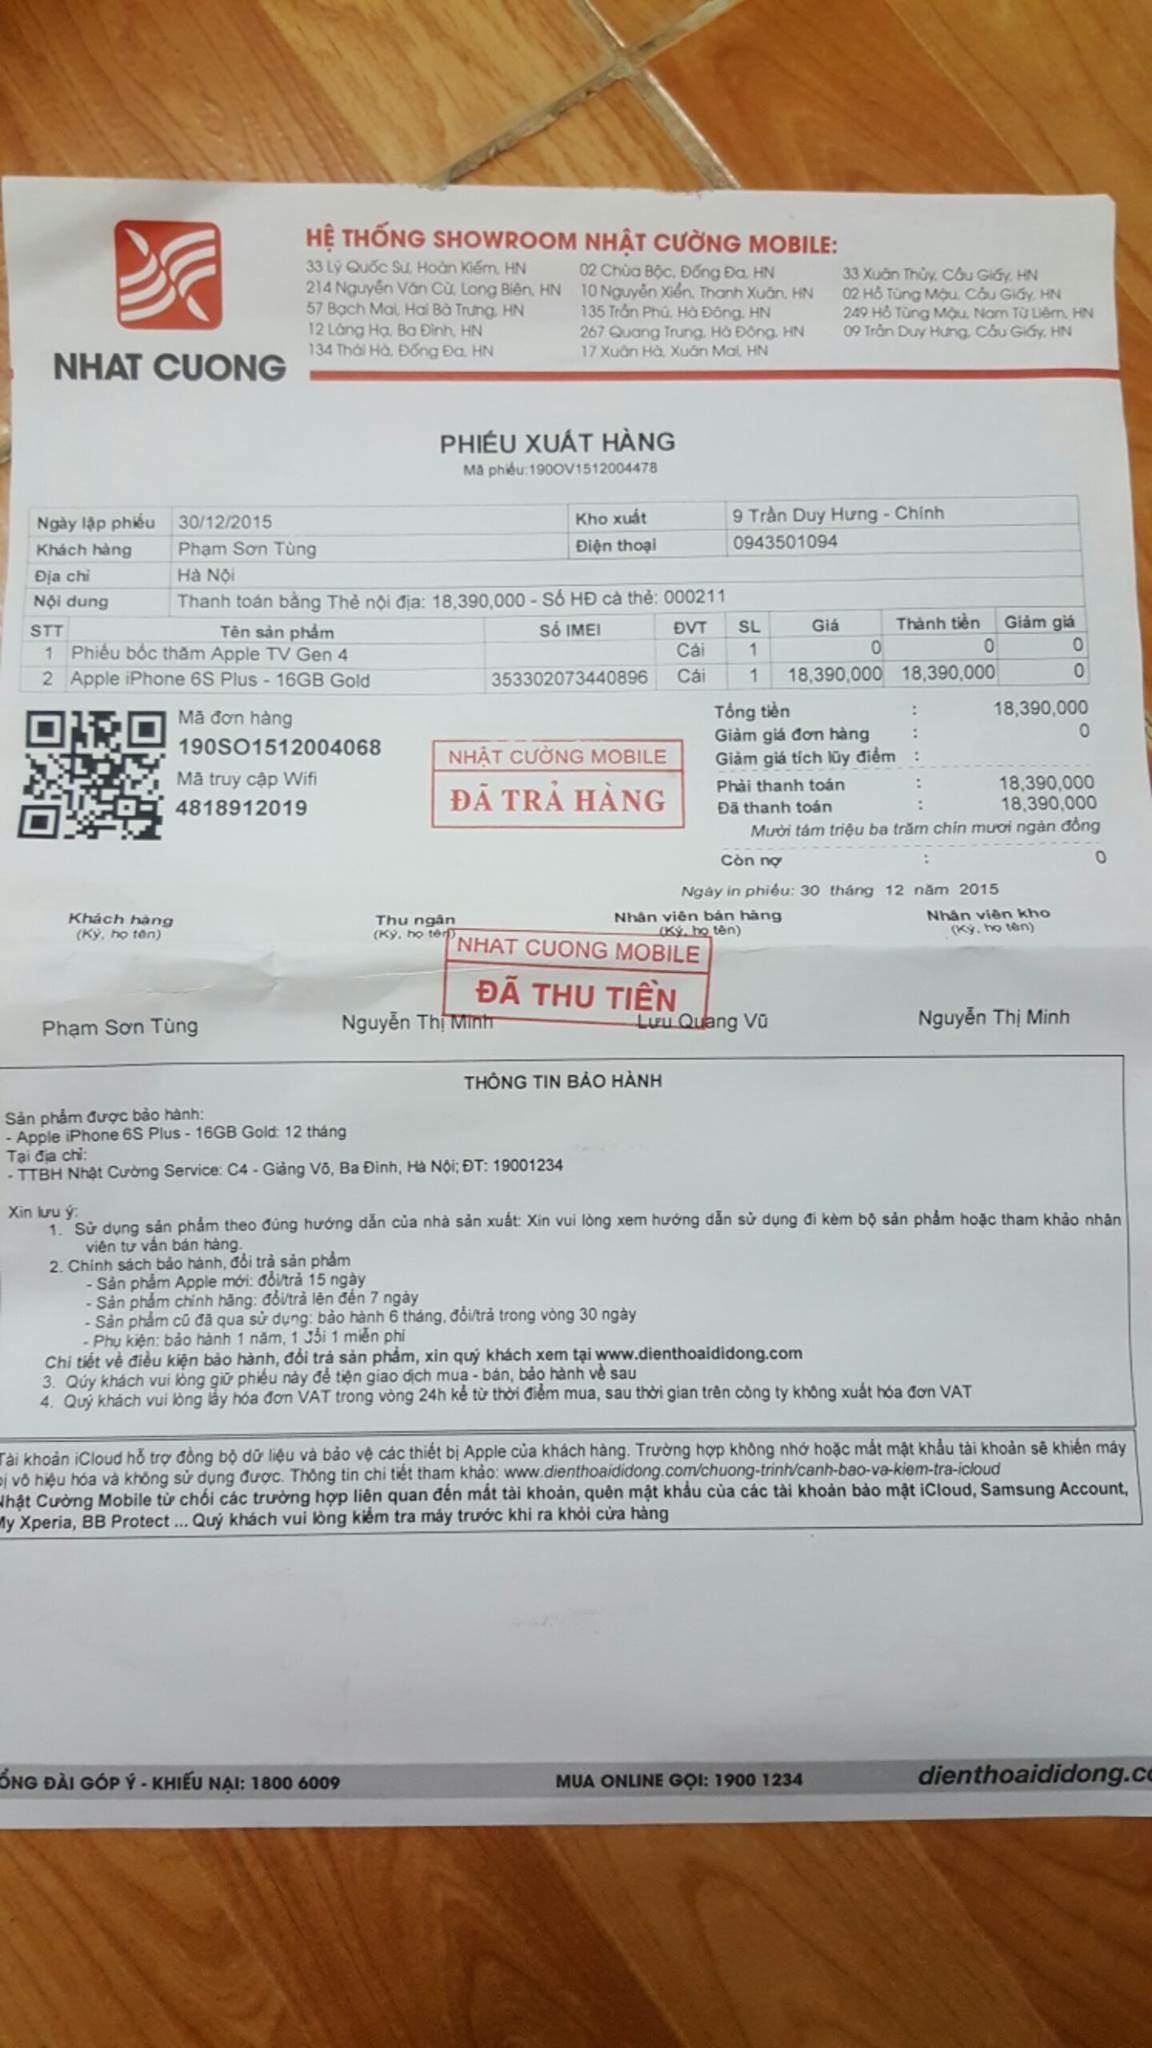 HỆ THỐNG SHOWROOM NHẬT CƯỜNG MOBILE:
33 Lý Quốc Sư, Hoàn Kiếm, HN 02 Chùa Bộc, Đống Đa, HN 33 Xuân Thủy, Cầu Giấy, HN
214 Nguyễn Văn Cừ, Long Biên, HN 10 Nguyễn Xiển, Thanh Xuân, HN 02 Hồ Tùng Mậu, Cầu Giấy, HN
57 Bạch Mai, Hai Bà Trưng, HN 135 Trần Phú, Hà Đông, HN 249 Hồ Tùng Mậu, Nam Từ Liêm, HN
12 Láng Hạ, Ba Đình, HN 267 Quang Trung, Hà Đông, HN 09 Trần Duy Hưng, Cầu Giấy, HN
134 Thái Hà, Đống Đa, HN 17 Xuân Hà, Xuân Mai, HN
NHAT CUONG
PHIẾU XUẤT HÀNG
Mã phiếu:190OV1512004478
Ngày lập phiếu 30/12/2015 Kho xuất 9 Trần Duy Hưng - Chính
Khách hàng Phạm Sơn Tùng Điện thoại 0943501094
Địa chỉ Hà Nội
Nội dung Thanh toán bằng Thẻ nội địa: 18,390,000 - Số HĐ cà thẻ: 000211
STT Tên sản phẩm Số IMEI ĐVT SL Giá Thành tiền Giảm giá
1 Phiếu bốc thăm Apple TV Gen 4 Cái 1 0 0 0
2 Apple iPhone 6S Plus - 16GB Gold 353302073440896 Cái 1 18,390,000 18,390,000 0
Mã đơn hàng
190SO1512004068
Mã truy cập Wifi
4818912019
NHẬT CƯỜNG MOBILE
ĐÃ TRẢ HÀNG
Tổng tiền : 18,390,000
Giảm giá đơn hàng : 0
Giảm giá tích lũy điểm :
Phải thanh toán : 18,390,000
Đã thanh toán : 18,390,000
Mười tám triệu ba trăm chín mươi ngàn đồng
Còn nợ : 0
Ngày in phiếu: 30 tháng 12 năm 2015
Khách hàng Thu ngân Nhân viên bán hàng Nhân viên kho
(Ký, họ tên) (Ký, họ tên) (Ký, họ tên) (Ký, họ tên)
NHAT CUONG MOBILE
ĐÃ THU TIỀN
Phạm Sơn Tùng Nguyễn Thị Minh Lưu Quang Vũ Nguyễn Thị Minh
THÔNG TIN BẢO HÀNH
Sản phẩm được bảo hành:
- Apple iPhone 6S Plus - 16GB Gold: 12 tháng
Tại địa chỉ:
- TTBH Nhật Cường Service: C4 - Giảng Võ, Ba Đình, Hà Nội; ĐT: 19001234
Xin lưu ý:
1. Sử dụng sản phẩm theo đúng hướng dẫn của nhà sản xuất: Xin vui lòng xem hướng dẫn sử dụng đi kèm bộ sản phẩm hoặc tham khảo nhân
viên tư vấn bán hàng.
2. Chính sách bảo hành, đổi trả sản phẩm
- Sản phẩm Apple mới: đổi/trả 15 ngày
- Sản phẩm chính hãng: đổi/trả lên đến 7 ngày
- Sản phẩm cũ đã qua sử dụng: bảo hành 6 tháng, đổi/trả trong vòng 30 ngày
- Phụ kiện: bảo hành 1 năm, 1 đổi 1 miễn phí
Chi tiết về điều kiện bảo hành, đổi trả sản phẩm, xin quý khách xem tại www.dienthoaididong.com
3. Qúy khách vui lòng giữ phiếu này để tiện giao dịch mua - bán, bảo hành về sau
4. Quý khách vui lòng lấy hóa đơn VAT trong vòng 24h kể từ thời điểm mua, sau thời gian trên công ty không xuất hóa đơn VAT
Tài khoản iCloud hỗ trợ đồng bộ dữ liệu và bảo vệ các thiết bị Apple của khách hàng. Trường hợp không nhớ hoặc mất mật khẩu tài khoản sẽ khiến máy
bị vô hiệu hóa và không sử dụng được. Thông tin chi tiết tham khảo: www.dienthoaididong.com/chuong-trinh/canh-bao-va-kiem-tra-icloud
Nhật Cường Mobile từ chối các trường hợp liên quan đến mất tài khoản, quên mật khẩu của các tài khoản bảo mật iCloud, Samsung Account,
My Xperia, BB Protect ... Quý khách vui lòng kiểm tra máy trước khi ra khỏi cửa hàng
ỔNG ĐÀI GÓP Ý - KHIẾU NẠI: 1800 6009 MUA ONLINE GỌI: 1900 1234 dienthoaididong.co